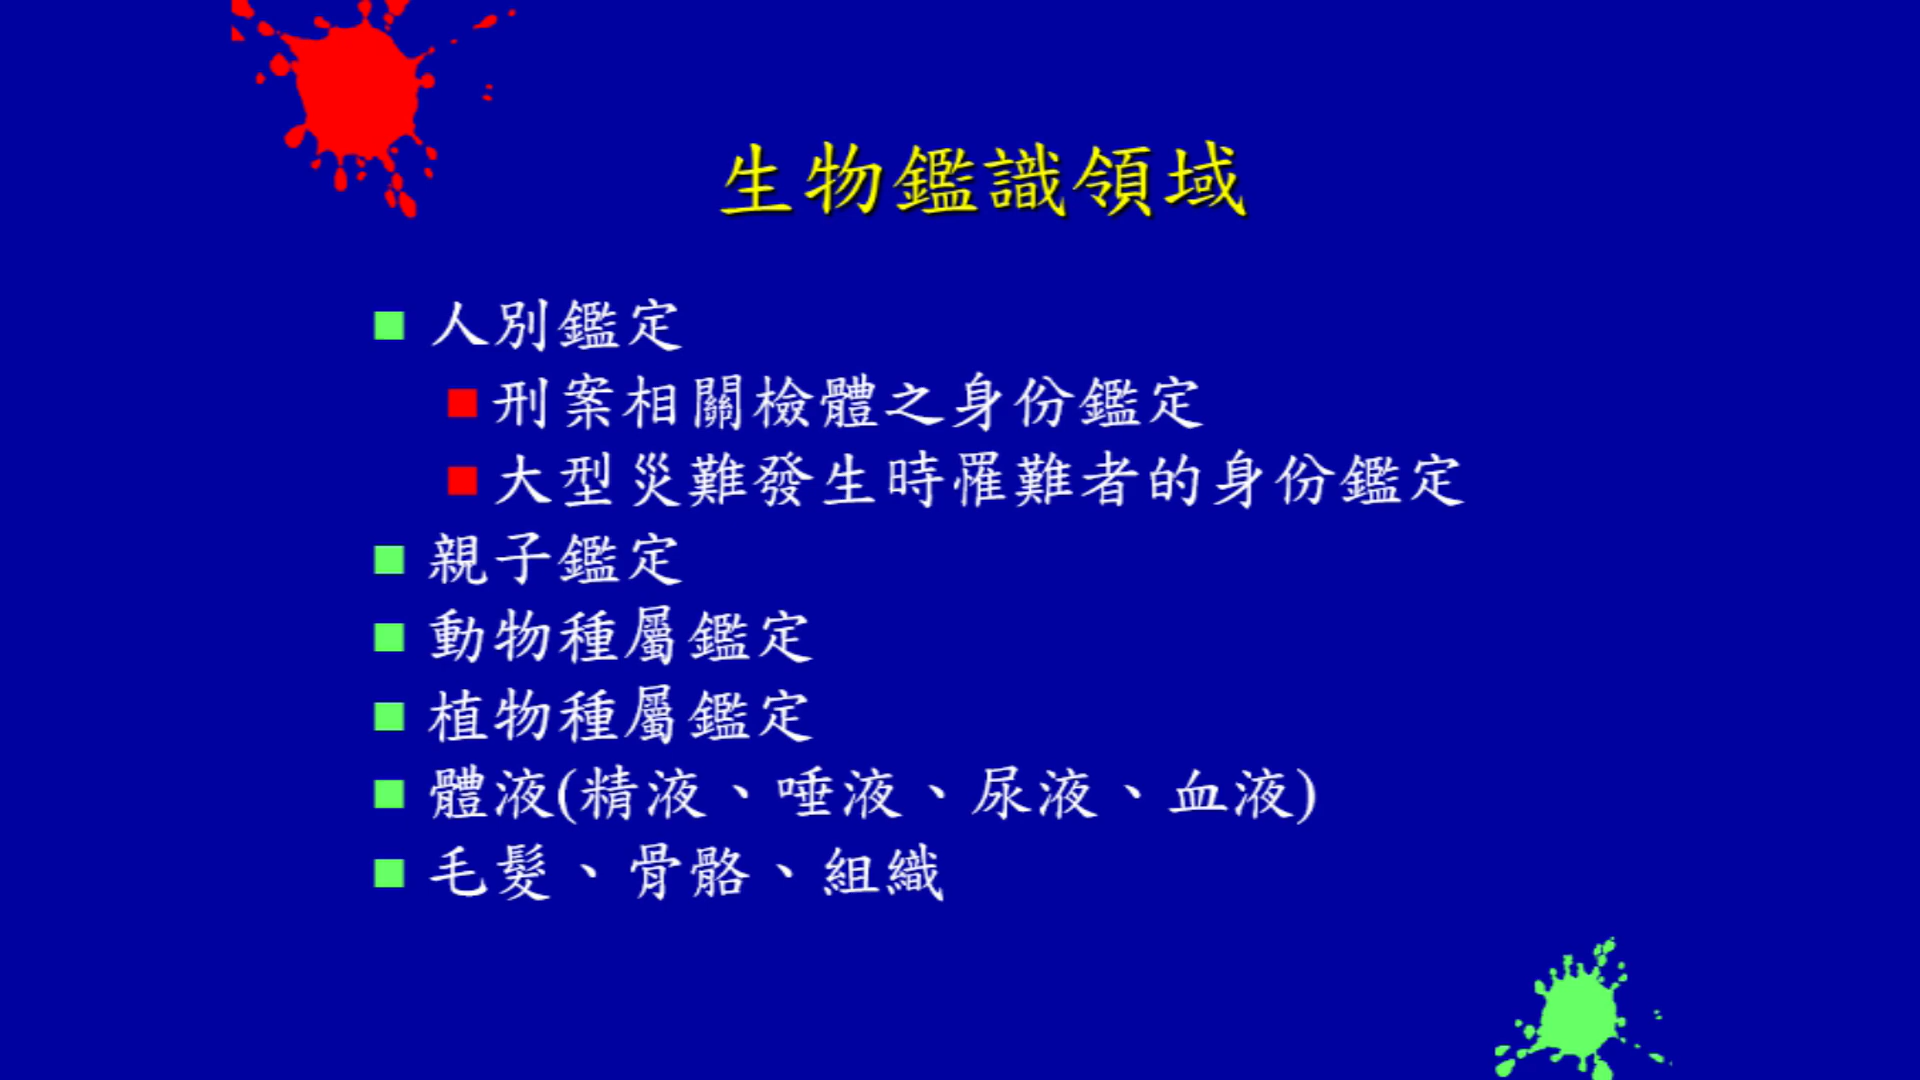 生物鑑識領域
人別鑑定
刑案相關檢體之身份鑑定
大型災難發生時罹難者的身份鑑定
親子鑑定
動物種屬鑑定
植物種屬鑑定
體液(精液、唾液、尿液、血液)
毛髮、骨骼、組織